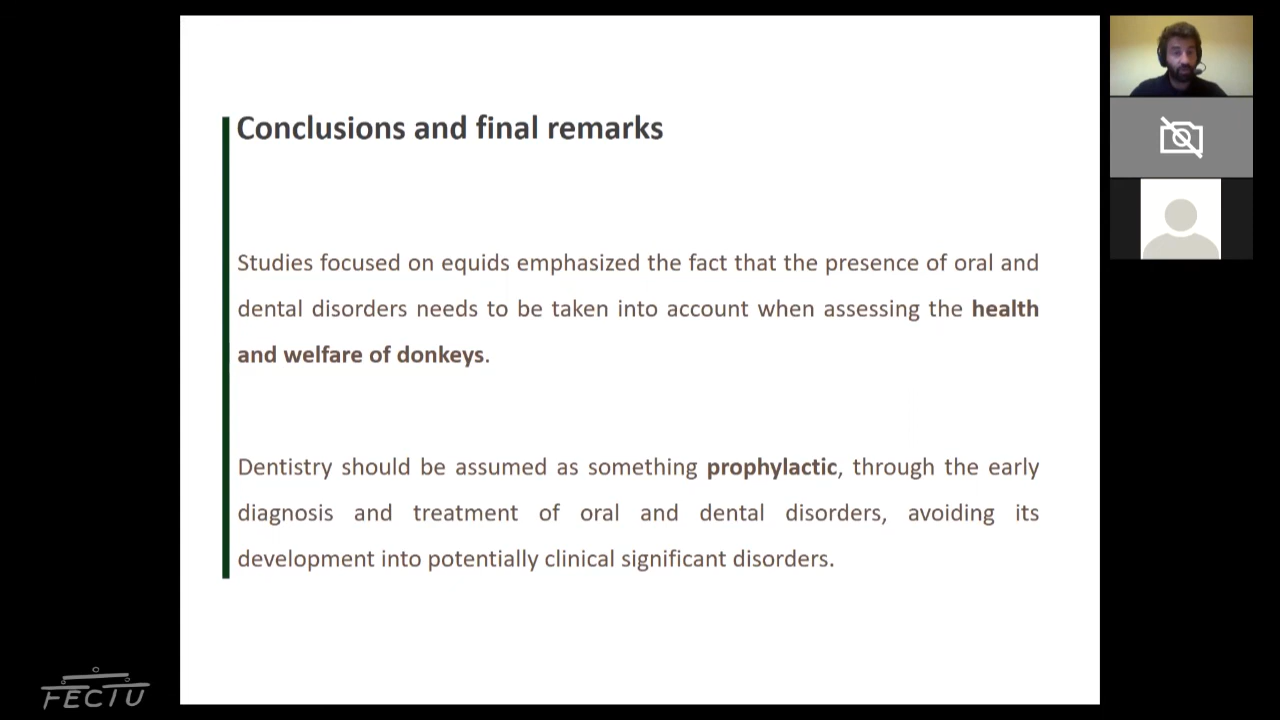 Conclusions and final remarks
Studies focused on equids emphasized the fact that the presence of oral and
dental disorders needs to be taken into account when assessing the health
and welfare of donkeys.
Dentistry should be assumed as something prophylactic, through the early
diagnosis and treatment of oral and dental disorders, avoiding its
development into potentially clinical significant disorders.
FECTU